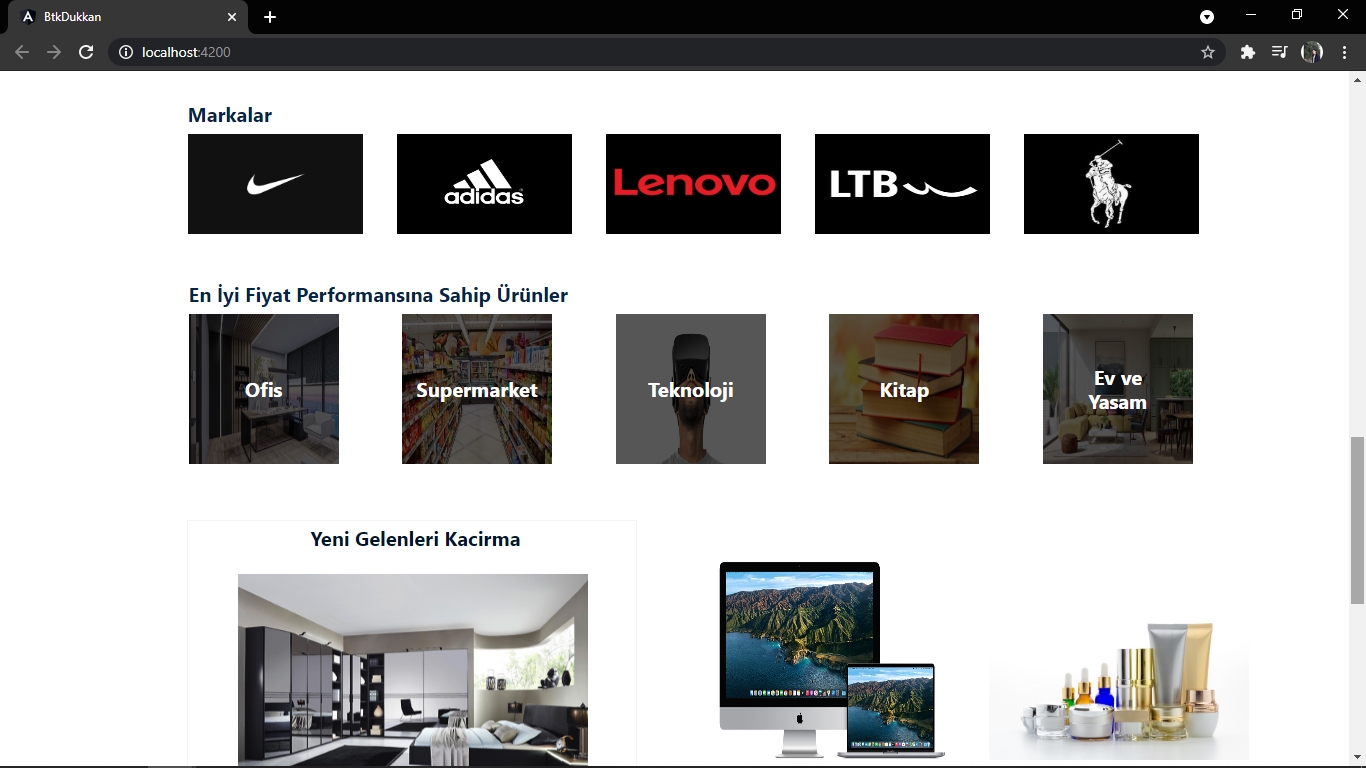 BtkDukkan
localhost:4200
Markalar
adidas
Lenovo
LTB
En İyi Fiyat Performansına Sahip Ürünler
Ofis
Supermarket
Teknoloji
Kitap
Ev ve
Yasam
Yeni Gelenleri Kacirma